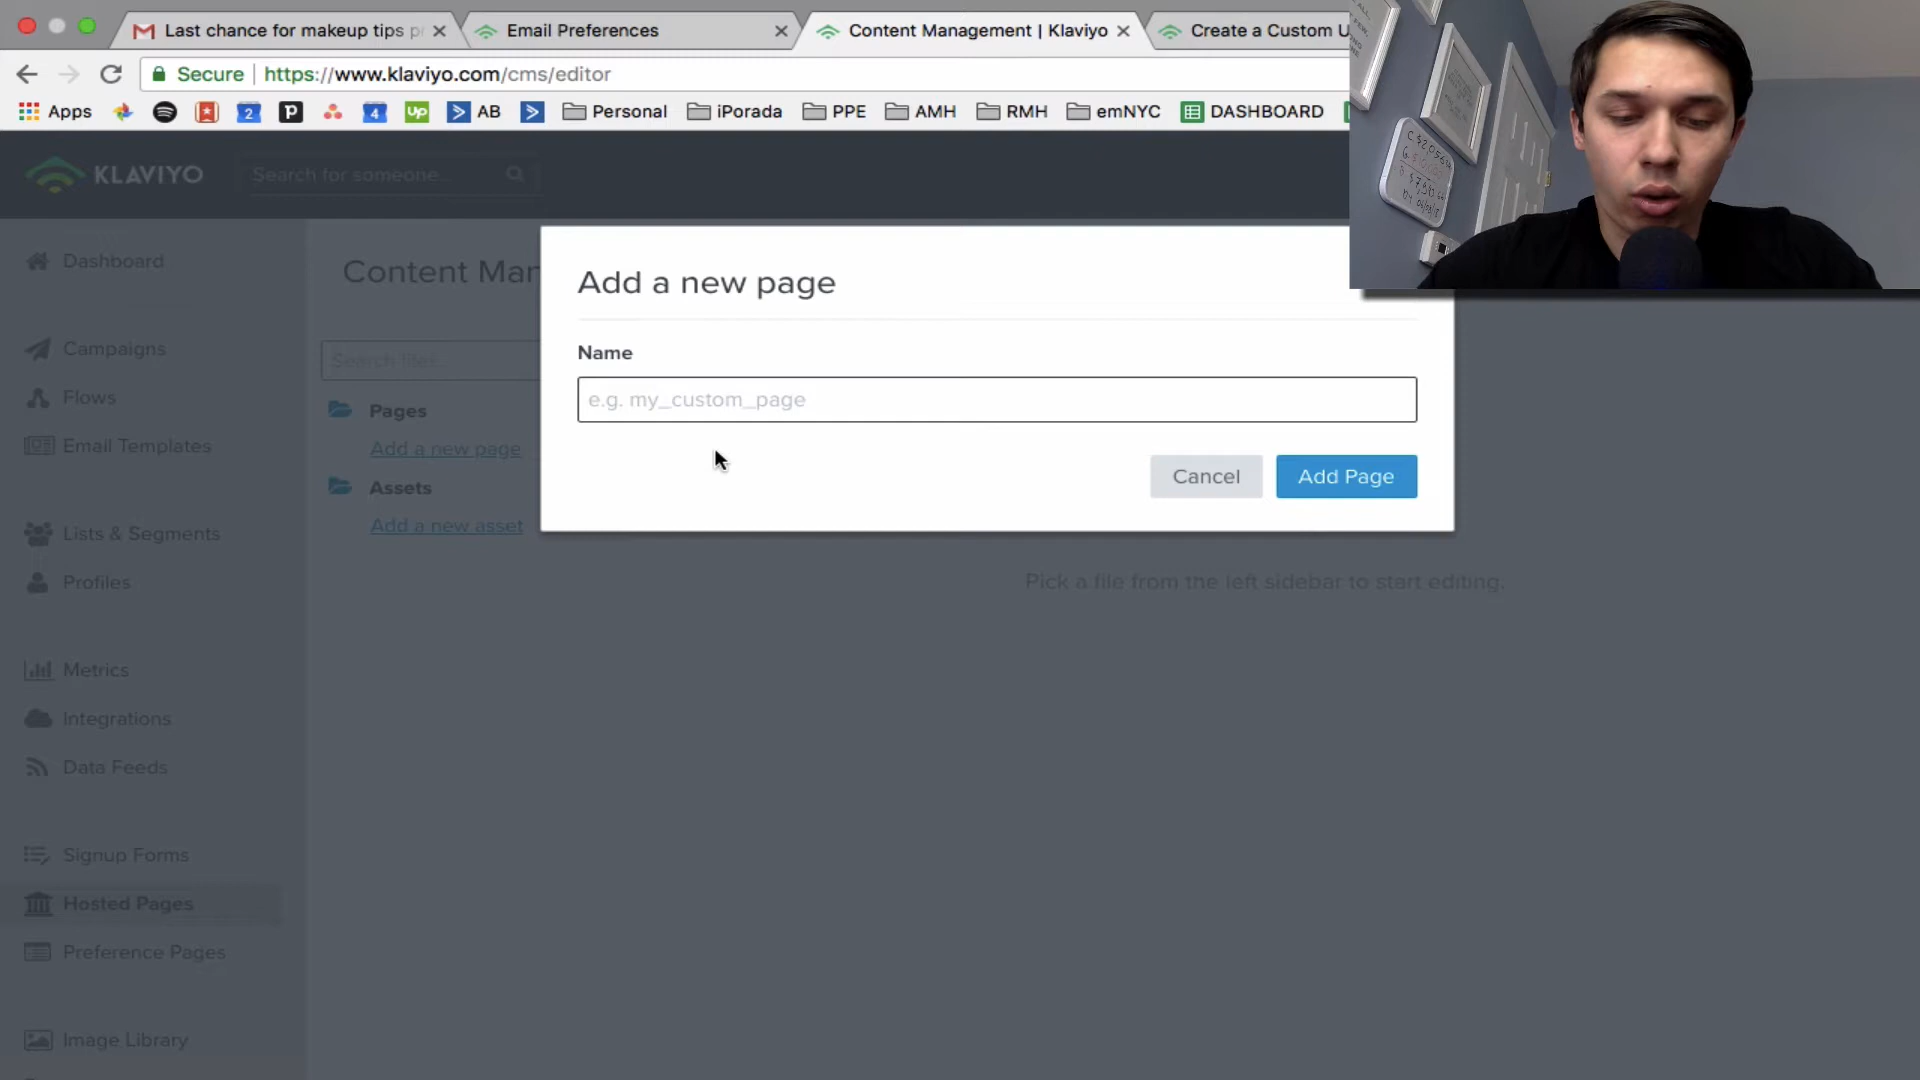 Last chance for makeup tips p
Email Preferences
Content Management | Klaviyo
Create a Custom U
Secure | https://www.klaviyo.com/cms/editor
Apps
2
4
up
AB
Personal
iPorada
PPE
AMH
RMH
emNYC
DASHBOARD
KLAVIYO
Search for someone...
Dashboard
Campaigns
Flows
Email Templates
Lists & Segments
Profiles
Metrics
Integrations
Data Feeds
Signup Forms
Hosted Pages
Preference Pages
Image Library
Content Man
Search files...
Pages
Add a new page
Assets
Add a new asset
Add a new page
Name
e.g. my_custom_page
Cancel
Add Page
Pick a file from the left sidebar to start editing.